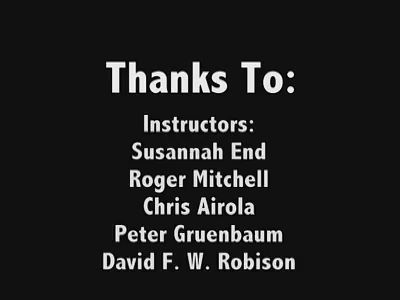 Thanks To:
Instructors:
Susannah End
Roger Mitchell
Chris Airola
Peter Gruenbaum
David F. W. Robison